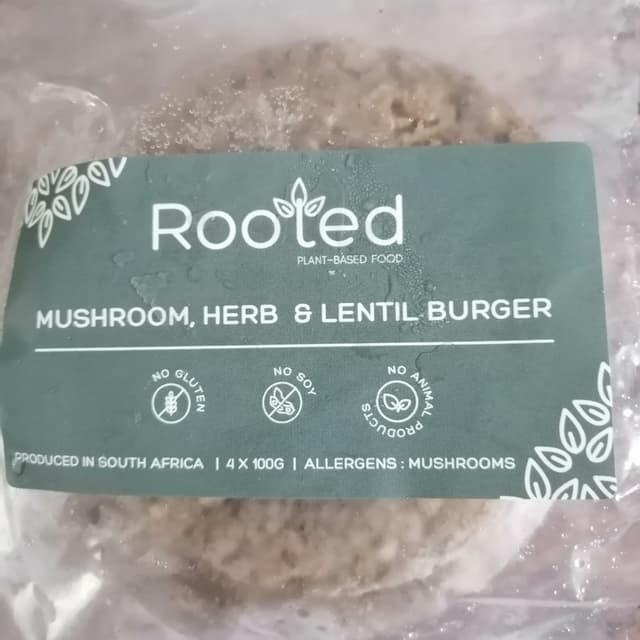 Rooted
PLANT-BASED FOOD
MUSHROOM, HERB & LENTIL BURGER
NO GLUTEN
NO SOY
NO ANIMAL PRODUCTS
PRODUCED IN SOUTH AFRICA | 4 X 100G | ALLERGENS : MUSHROOMS